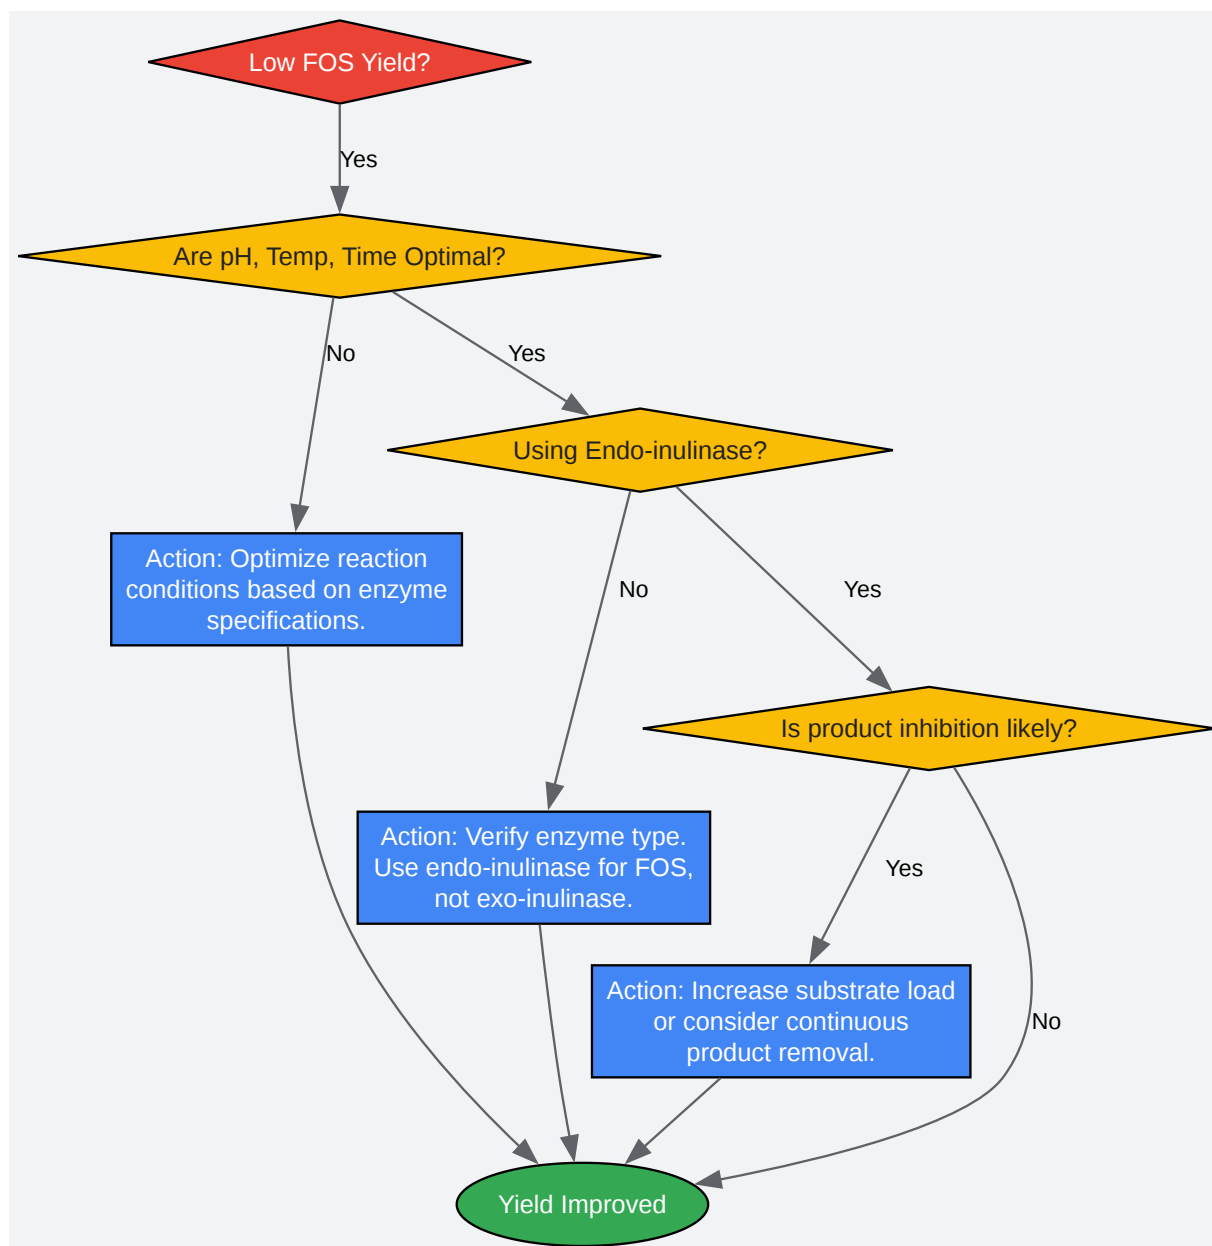 Low FOS Yield?
Yes
Are pH, Temp, Time Optimal?
No
Yes
Using Endo-inulinase?
Action: Optimize reaction
conditions based on enzyme
specifications.
No
Yes
Is product inhibition likely?
Action: Verify enzyme type.
Use endo-inulinase for FOS,
not exo-inulinase.
Yes
Action: Increase substrate load
or consider continuous
product removal.
No
Yield Improved